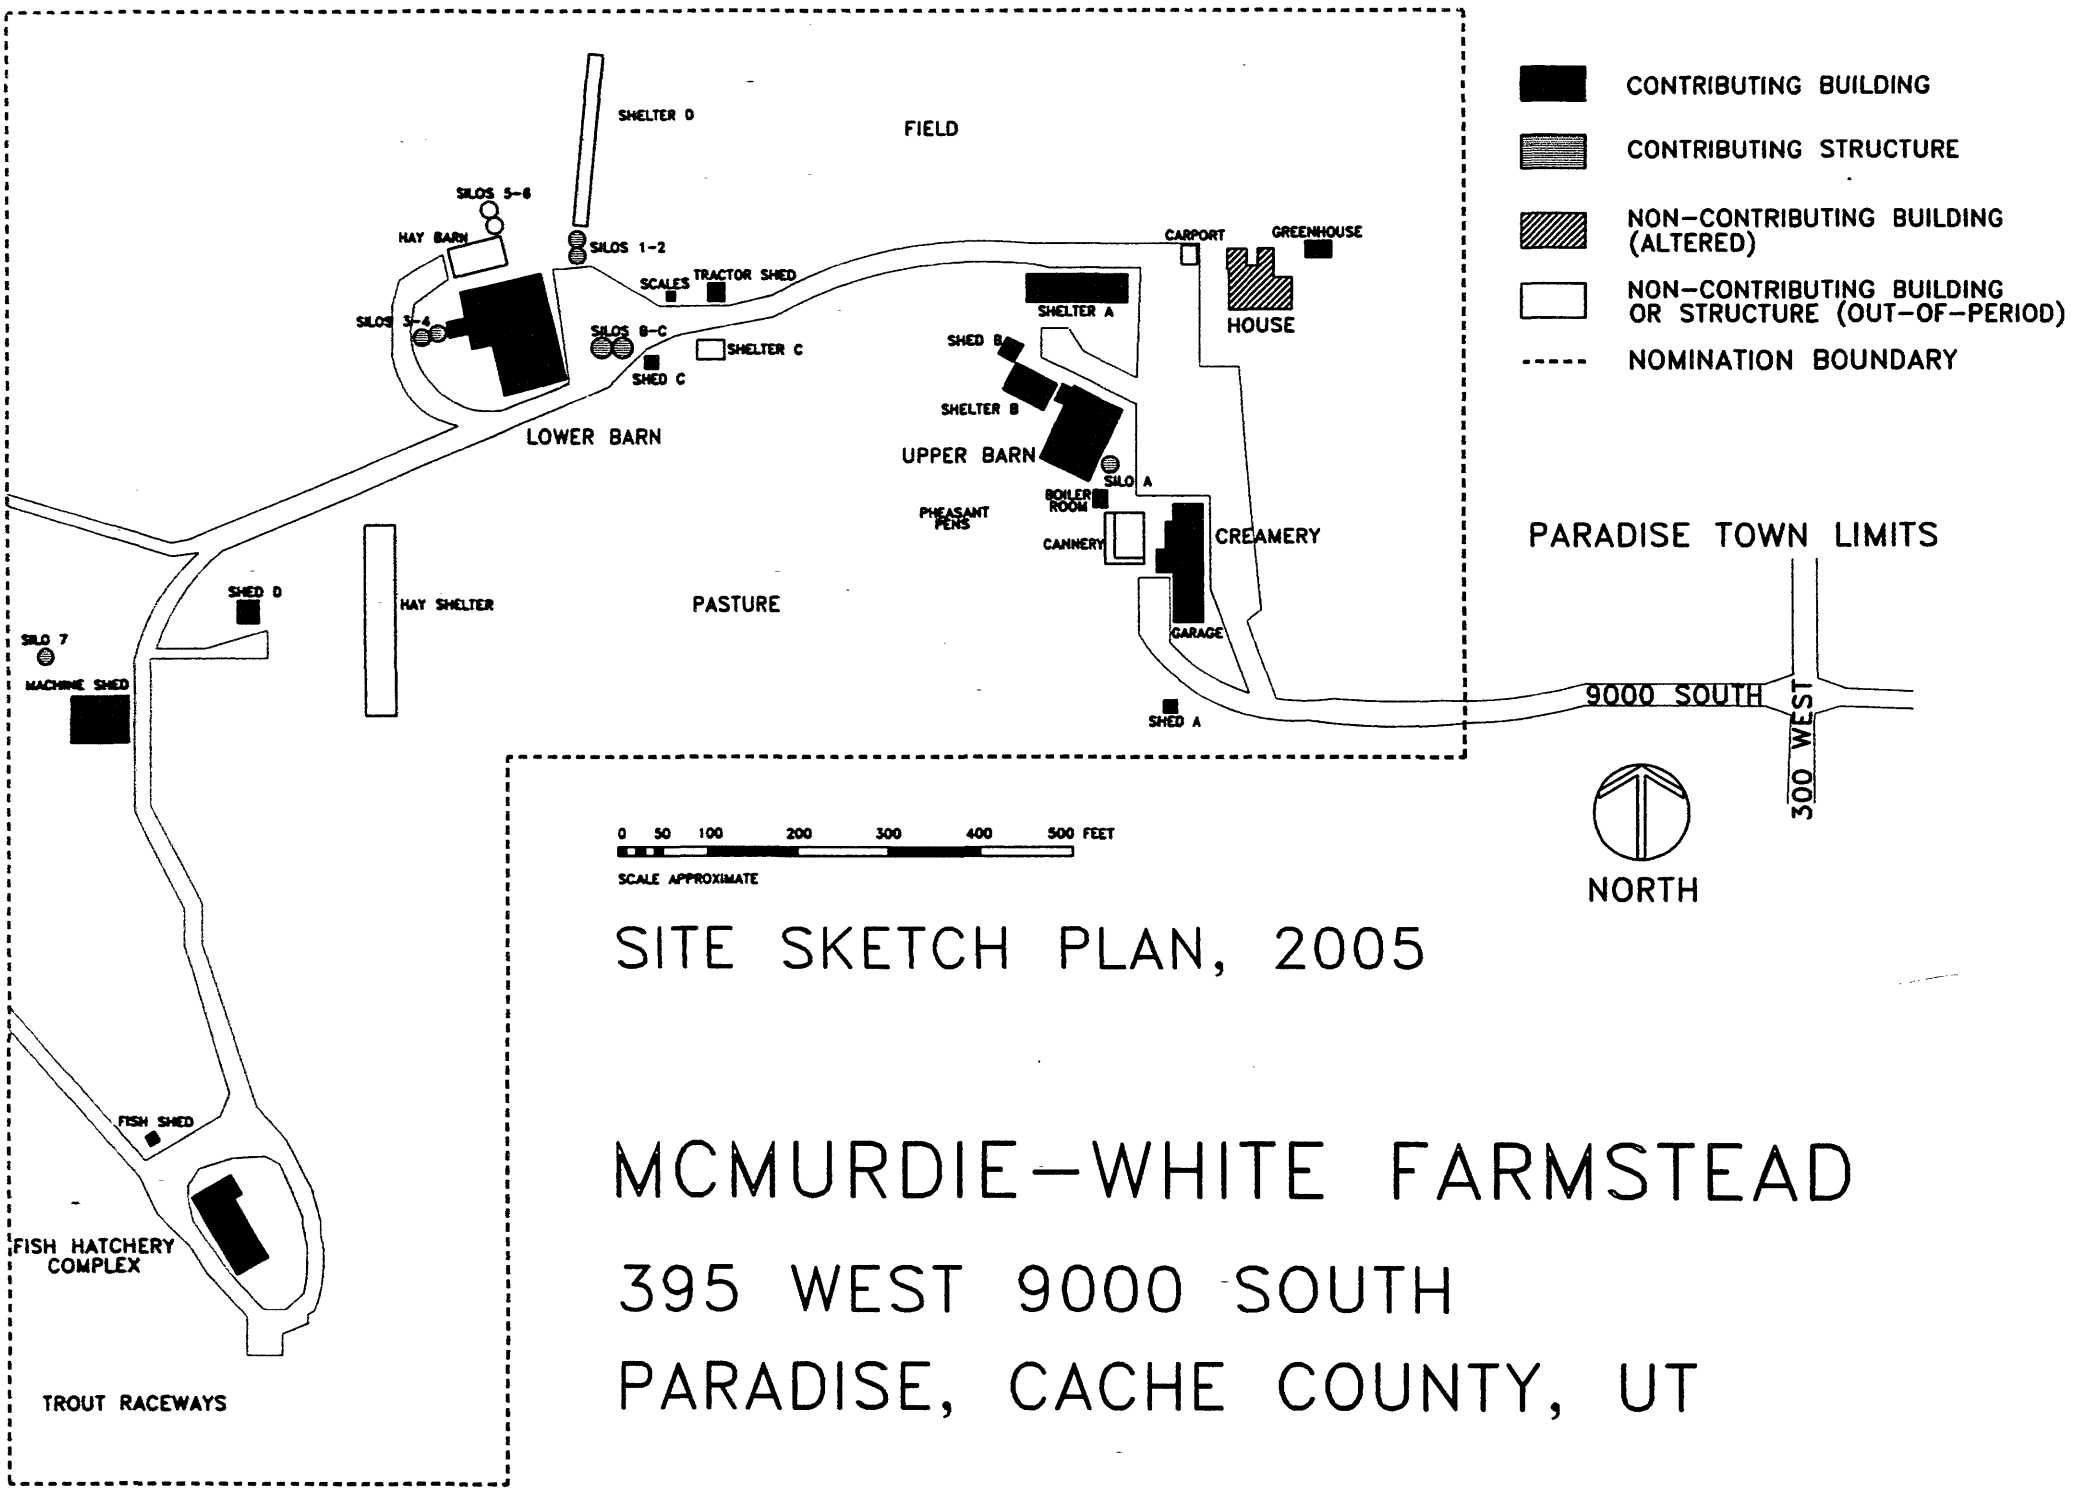 SHELTER D
FIELD
SILOS 5-6
HAY BARN
SILOS 1-2
SCALES
TRACTOR SHED
SILOS 3-4
SILOS B-C
SHELTER C
SHED C
LOWER BARN
CARPORT
GREENHOUSE
SHELTER A
HOUSE
SHED B
SHELTER B
UPPER BARN
SILO A
BOILER
ROOM
PHEASANT
PENS
CANNERY
CREAMERY
GARAGE
SHED A
PASTURE
SHED D
HAY SHELTER
SILO 7
MACHINE SHED
FISH SHED
FISH HATCHERY
COMPLEX
TROUT RACEWAYS
CONTRIBUTING BUILDING
CONTRIBUTING STRUCTURE
NON-CONTRIBUTING BUILDING
(ALTERED)
NON-CONTRIBUTING BUILDING
OR STRUCTURE (OUT-OF-PERIOD)
NOMINATION BOUNDARY
PARADISE TOWN LIMITS
9000 SOUTH
300 WEST
NORTH
0 50 100 200 300 400 500 FEET
SCALE APPROXIMATE
SITE SKETCH PLAN, 2005
MCMURDIE-WHITE FARMSTEAD
395 WEST 9000 SOUTH
PARADISE, CACHE COUNTY, UT